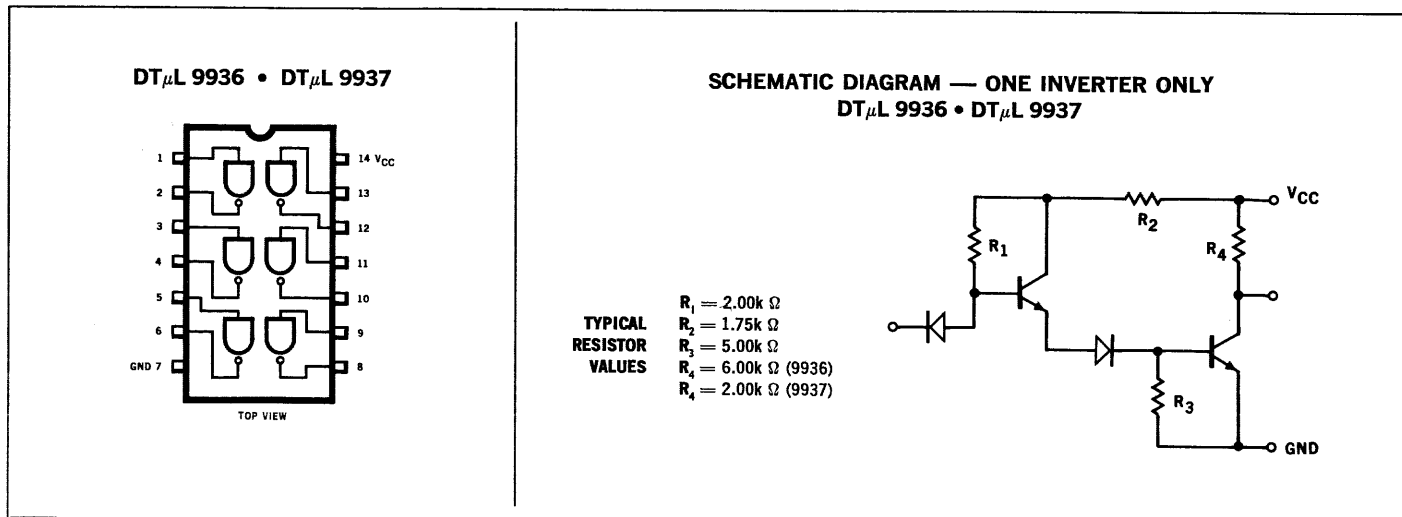 DTμL 9936 • DTμL 9937
1
2
3
4
5
6
GND 7
14 VCC
13
12
11
10
9
8
TOP VIEW
SCHEMATIC DIAGRAM — ONE INVERTER ONLY
DTμL 9936 • DTμL 9937
TYPICAL
RESISTOR
VALUES
R₁ = 2.00k Ω
R₂ = 1.75k Ω
R₃ = 5.00k Ω
R₄ = 6.00k Ω (9936)
R₄ = 2.00k Ω (9937)
R₁
R₂
VCC
R₄
R₃
GND